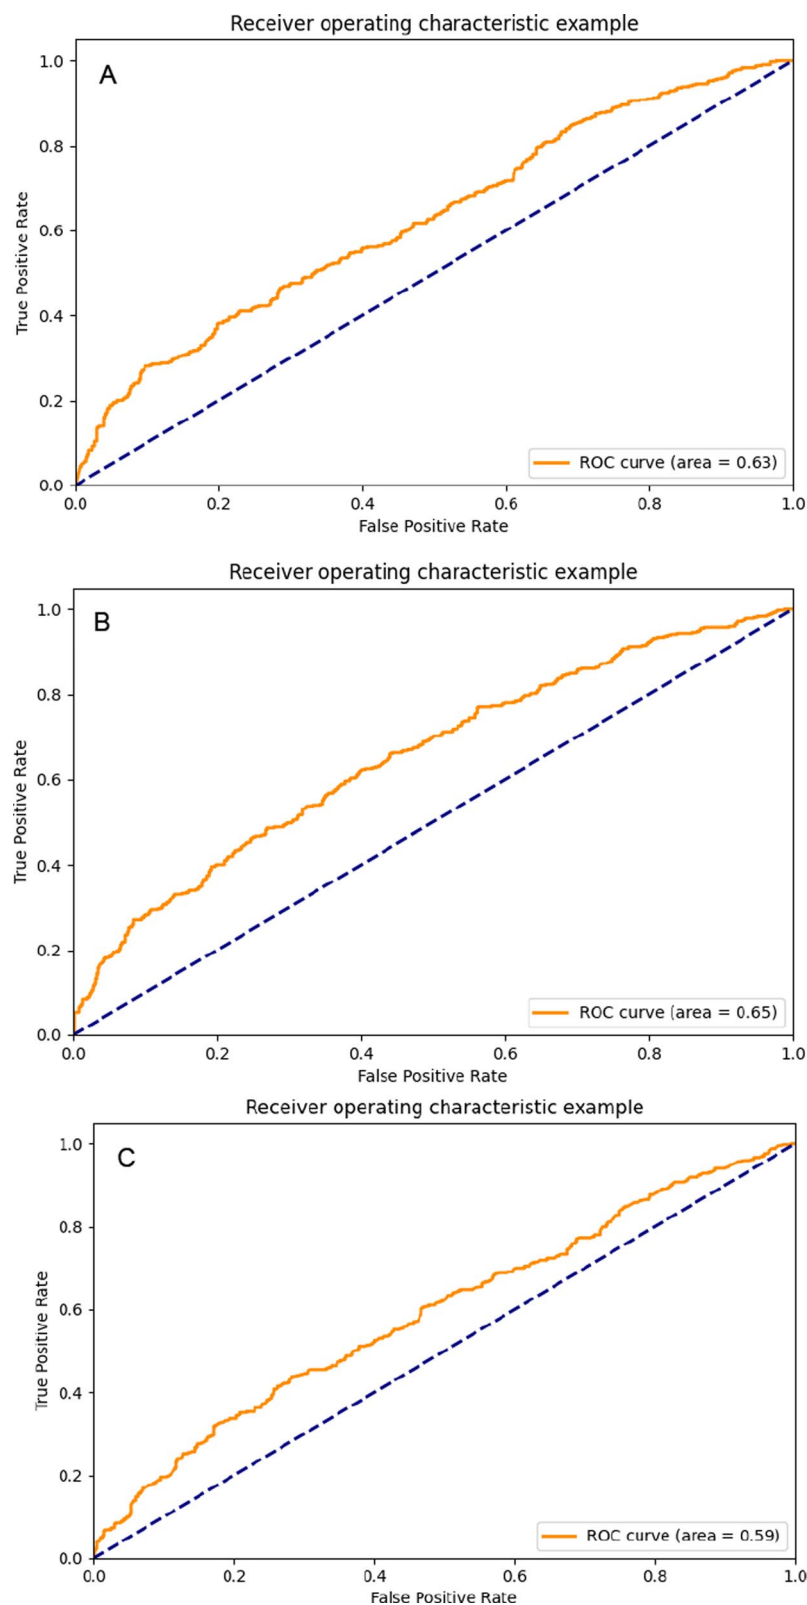 Receiver operating characteristic example
A
1.0
0.8
0.6
0.4
0.2
0.0
True Positive Rate
ROC curve (area = 0.63)
0.0 0.2 0.4 0.6 0.8 1.0
False Positive Rate
Receiver operating characteristic example
B
1.0
0.8
0.6
0.4
0.2
0.0
True Positive Rate
ROC curve (area = 0.65)
0.0 0.2 0.4 0.6 0.8 1.0
False Positive Rate
Receiver operating characteristic example
C
1.0
0.8
0.6
0.4
0.2
0.0
True Positive Rate
ROC curve (area = 0.59)
0.0 0.2 0.4 0.6 0.8 1.0
False Positive Rate